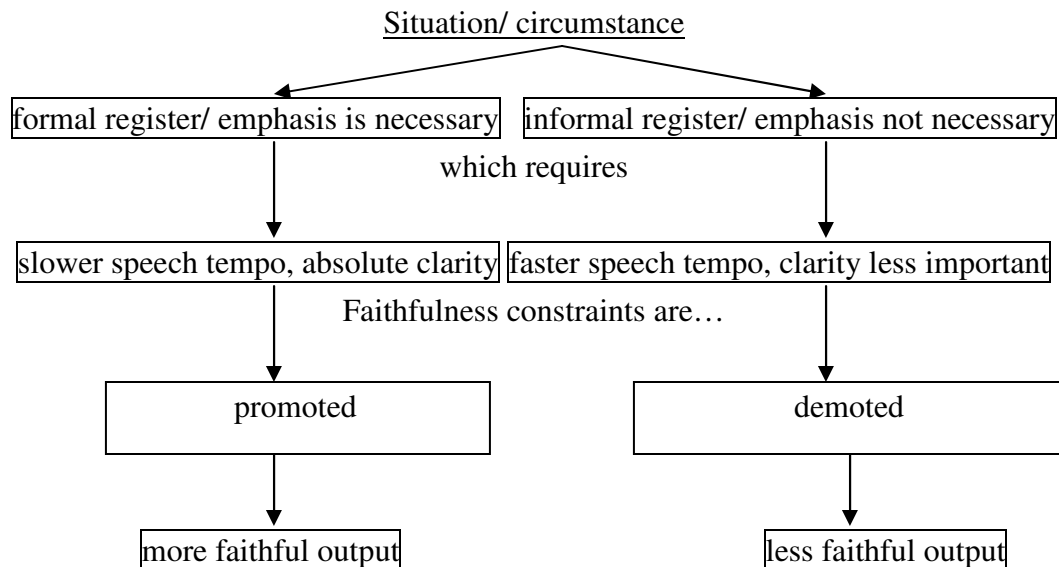 Situation/ circumstance
formal register/ emphasis is necessary
informal register/ emphasis not necessary
which requires
slower speech tempo, absolute clarity
faster speech tempo, clarity less important
Faithfulness constraints are…
promoted
demoted
more faithful output
less faithful output